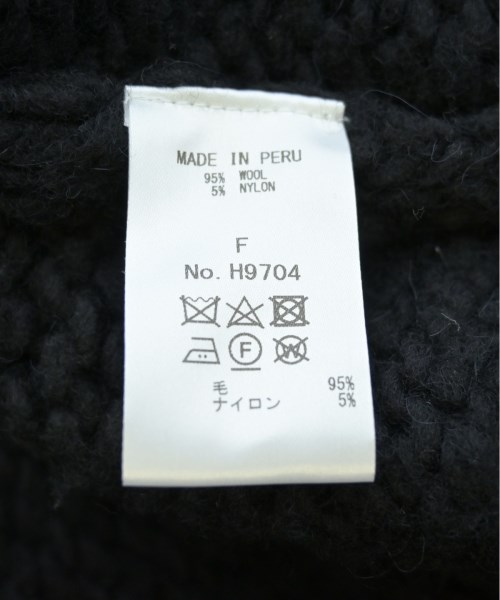 MADE IN PERU
95% WOOL
5% NYLON
F
No. H9704
F
W
毛 95%
ナイロン 5%